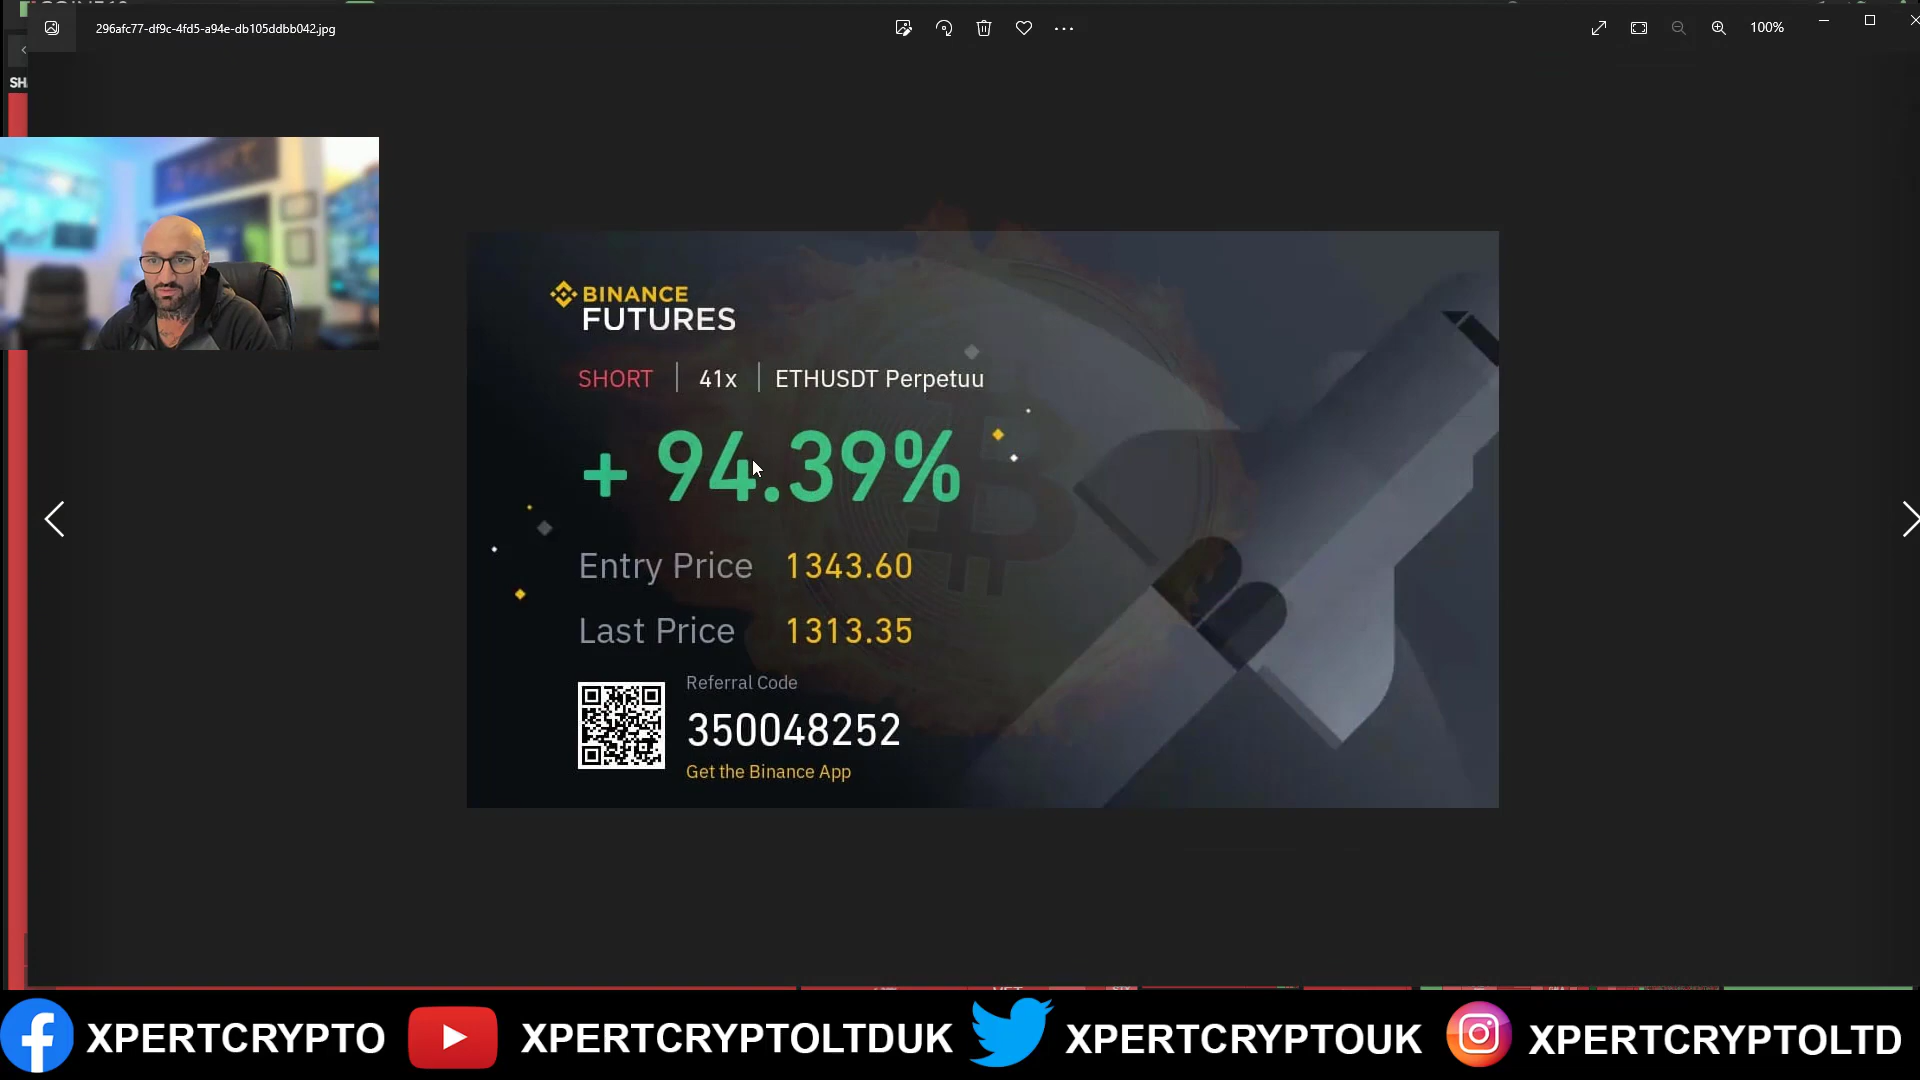 296afc77-df9c-4fd5-a94e-db105ddbb042.jpg
100%
SH
BINANCE
FUTURES
SHORT | 41x | ETHUSDT Perpetuu
+ 94.39%
Entry Price 1343.60
Last Price 1313.35
Referral Code
350048252
Get the Binance App
XPERTCRYPTO XPERTCRYPTOLTDUK XPERTCRYPTOUK XPERTCRYPTOLTD